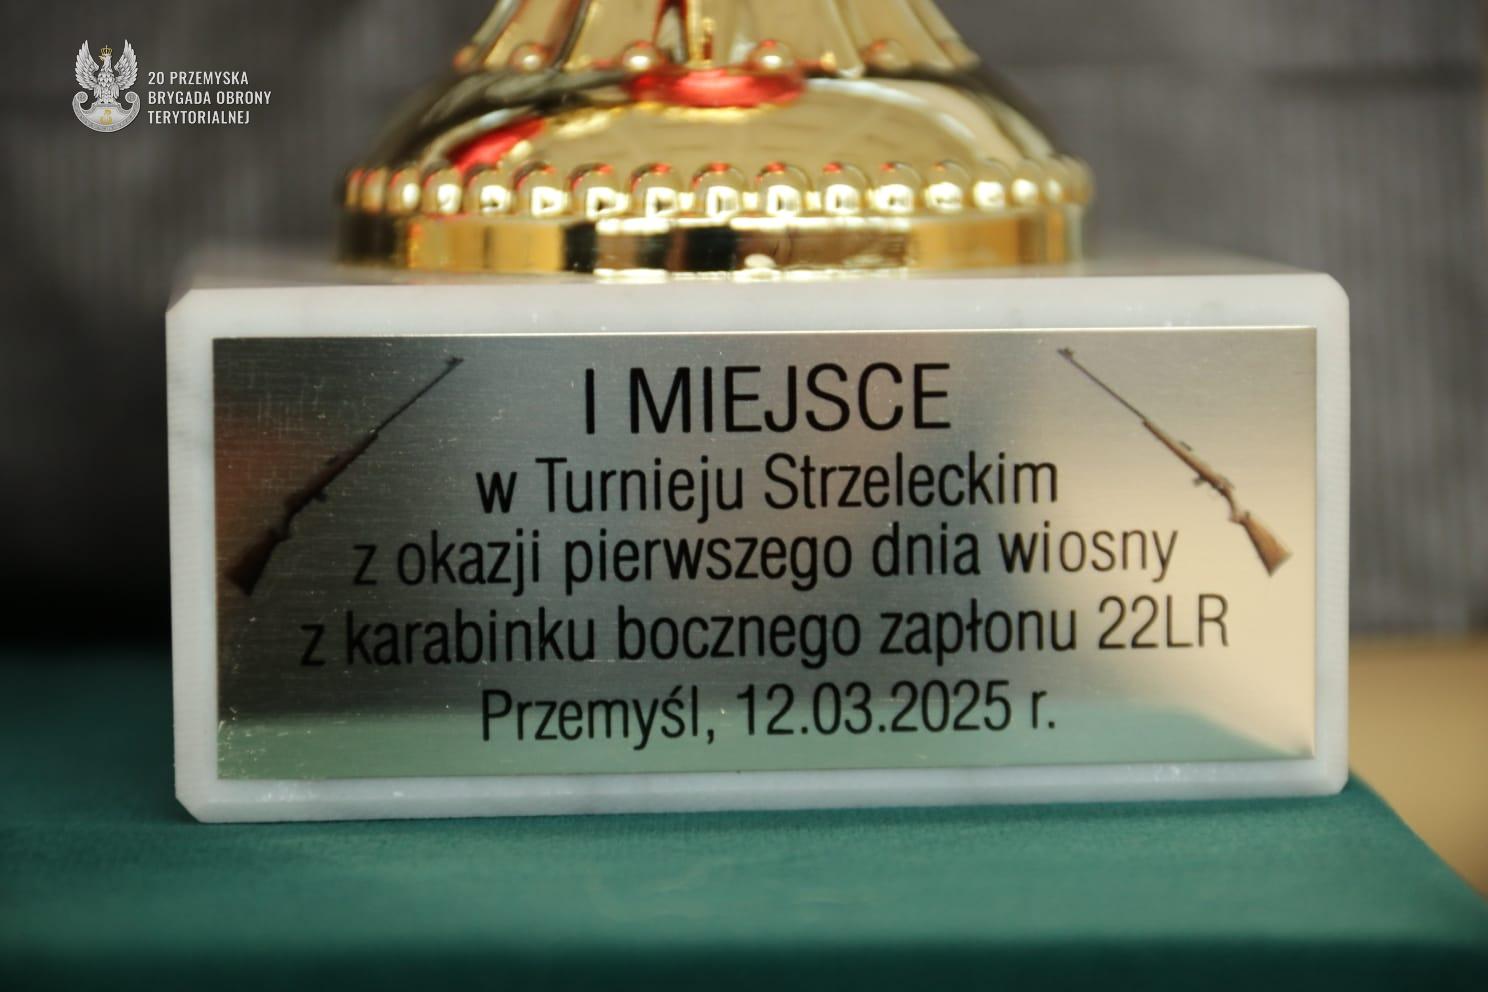 20 PRZEMYSKA
BRYGADA OBRONY
TERYTORIALNEJ
I MIEJSCE
w Turnieju Strzeleckim
z okazji pierwszego dnia wiosny
z karabinku bocznego zapłonu 22LR
Przemyśl, 12.03.2025 r.